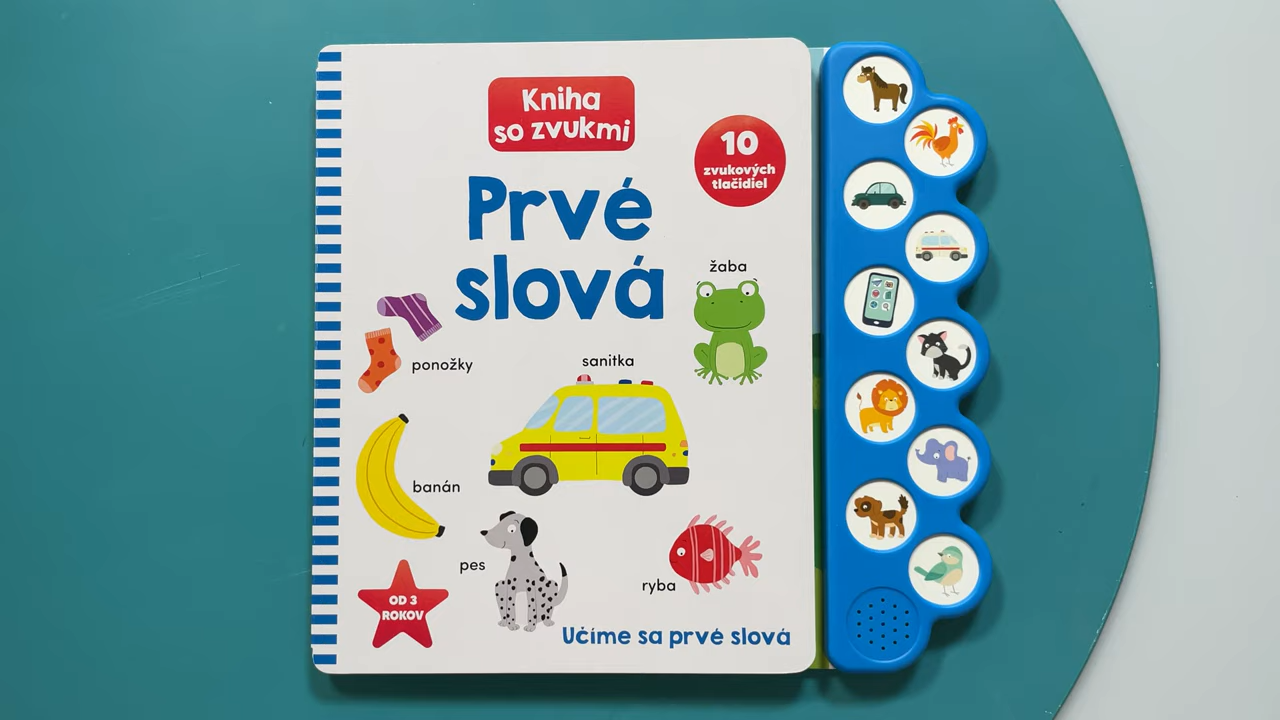 Kniha
so zvukmi
10
zvukových
tlačidiel
Prvé
slová
žaba
ponožky
sanitka
banán
pes
ryba
OD 3
ROKOV
Učíme sa prvé slová